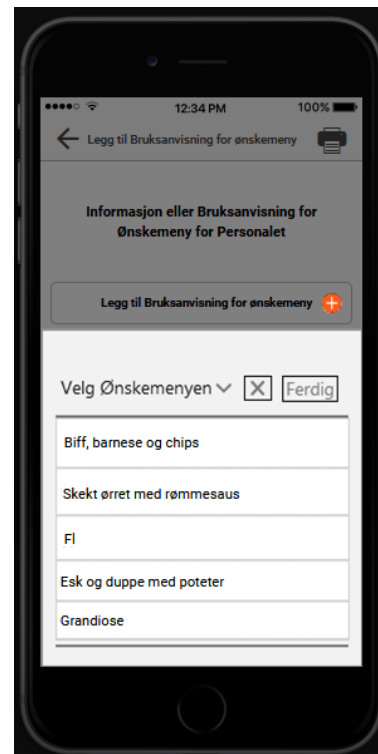 12:34 PM
100%
Legg til Bruksanvisning for ønskemeny
Informasjon eller Bruksanvisning for
Ønskemeny for Personalet
Legg til Bruksanvisning for ønskemeny
Velg Ønskemenyen
X
Ferdig
Biff, barnese og chips
Skekt ørret med rømmesaus
Fl
Esk og duppe med poteter
Grandiose